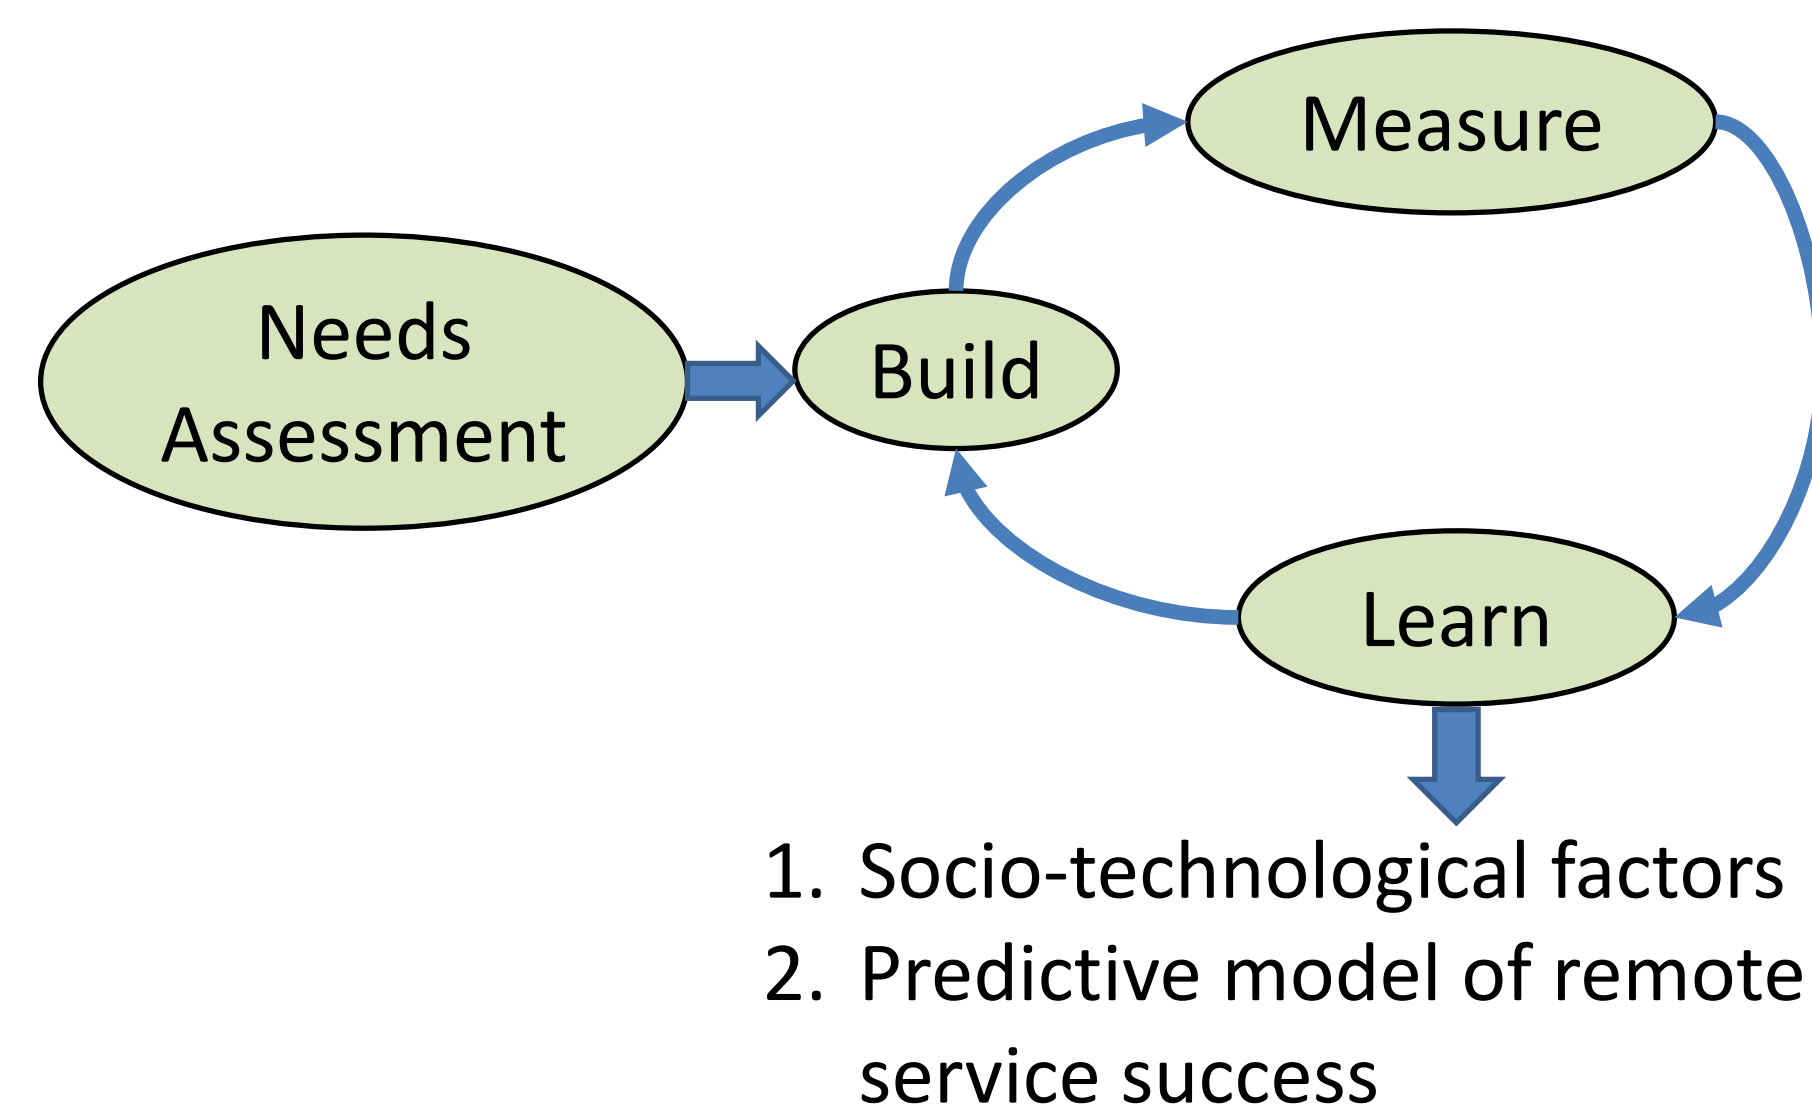 Measure
Needs
Assessment
Build
Learn
1. Socio-technological factors
2. Predictive model of remote
service success